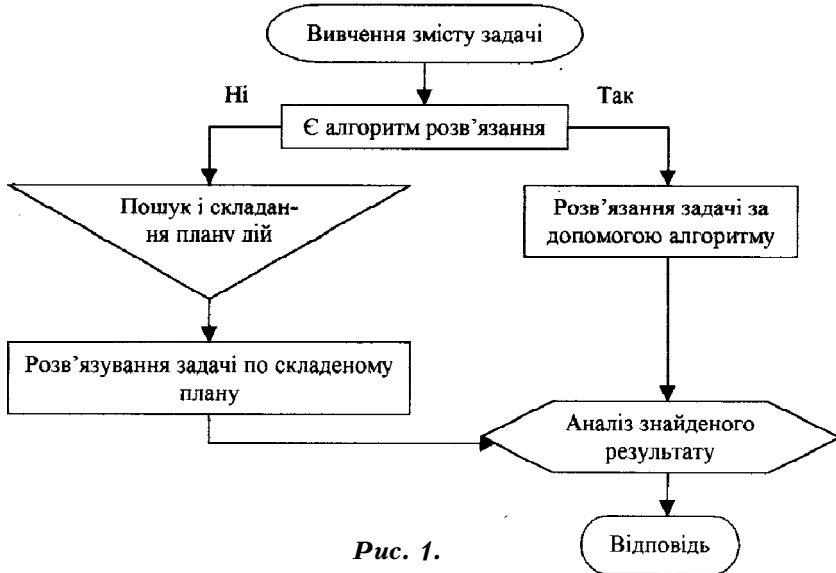 Вивчення змісту задачі
Ні
Так
Є алгоритм розв’язання
Пошук і складан-
ня плану дій
Розв’язання задачі за
допомогою алгоритму
Розв’язування задачі по складеному
плану
Аналіз знайденого
результату
Відповідь
Рис. 1.